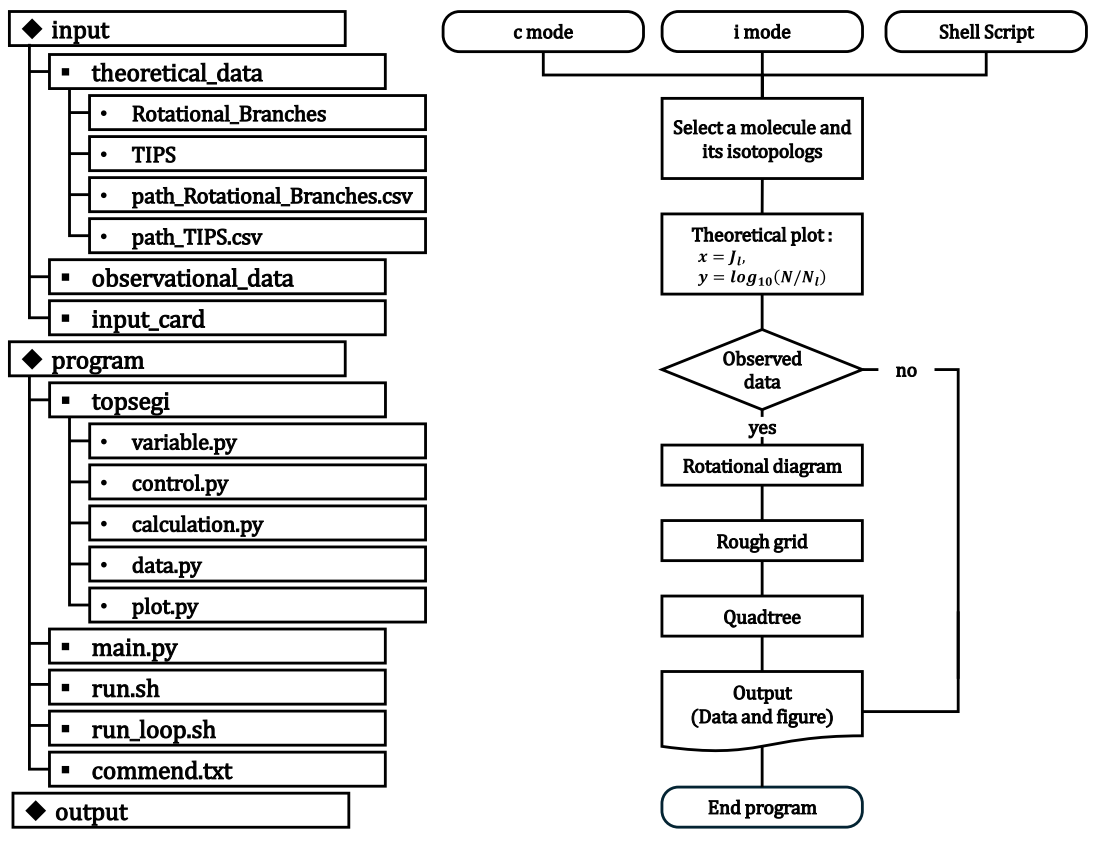 ◆ input
▪ theoretical_data
• Rotational_Branches
• TIPS
• path_Rotational_Branches.csv
• path_TIPS.csv
▪ observational_data
▪ input_card
◆ program
▪ topsegi
• variable.py
• control.py
• calculation.py
• data.py
• plot.py
▪ main.py
▪ run.sh
▪ run_loop.sh
▪ commend.txt
◆ output
c mode
i mode
Shell Script
Select a molecule and
its isotopologs
Theoretical plot :
x = J_l,
y = log₁₀(N/N_l)
Observed
data
no
yes
Rotational diagram
Rough grid
Quadtree
Output
(Data and figure)
End program